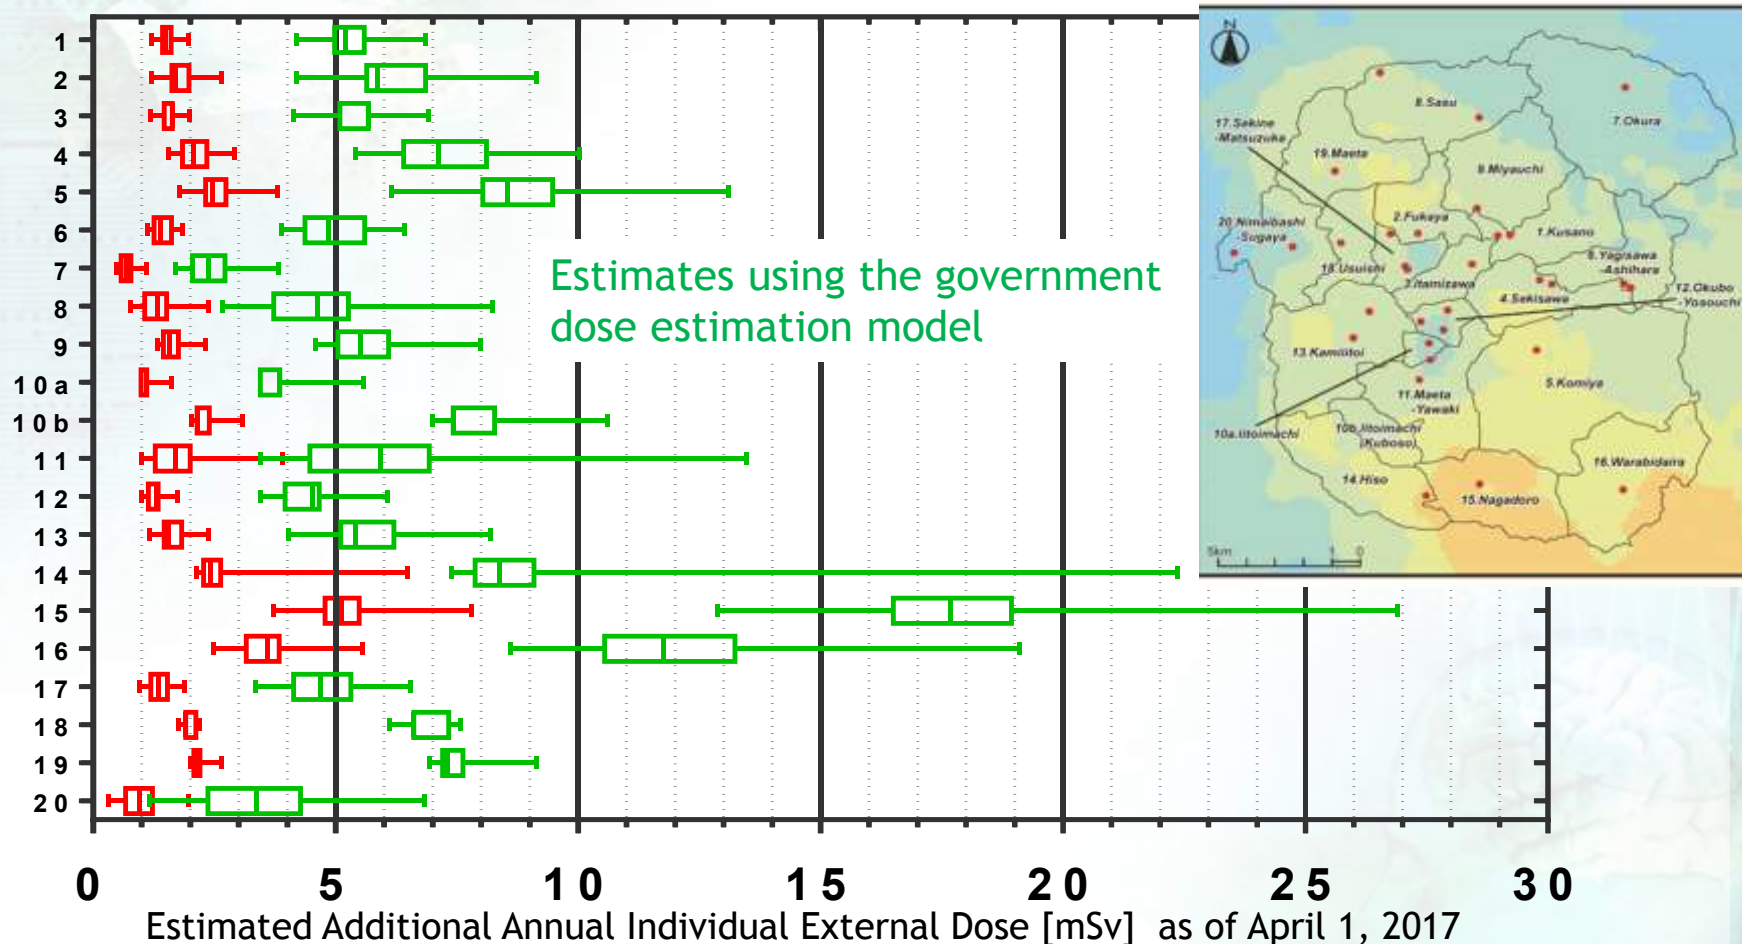 1
2
3
4
5
6
7
8
9
10a
10b
11
12
13
14
15
16
17
18
19
20
Estimates using the government
dose estimation model
0 5 10 15 20 25 30
Estimated Additional Annual Individual External Dose [mSv] as of April 1, 2017
N
8.Sasu
7.Okura
17.Sekine
-Matsuzuka
19.Maeta
9.Miyauchi
2.Fukaya
20.Nimaibashi
-Sugaya
1.Kusano
18.Usuishi
6.Yagisawa
-Ashihara
3.Itamizawa
12.Okubo
-Yosouchi
4.Sekisawa
13.Kamiiitoi
5.Komiya
11.Maeta
-Yawaki
10a.Iitoimachi
10b.Iitoimachi
(Kuboso)
16.Warabidaira
14.Hiso
15.Nagadoro
5km 1 0